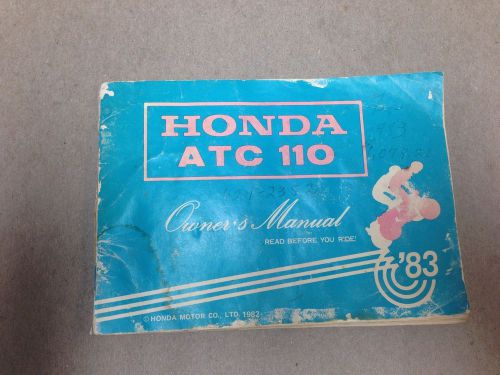 HONDA
ATC 110
Owner's Manual
READ BEFORE YOU RIDE!
'83
© HONDA MOTOR CO., LTD. 1982